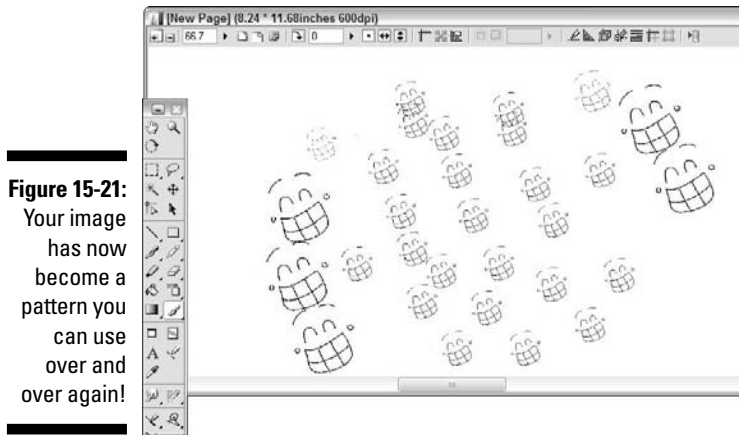 [New Page] (8.24 * 11.68inches 600dpi)
66.7
0
Figure 15-21:
Your image
has now
become a
pattern you
can use
over and
over again!